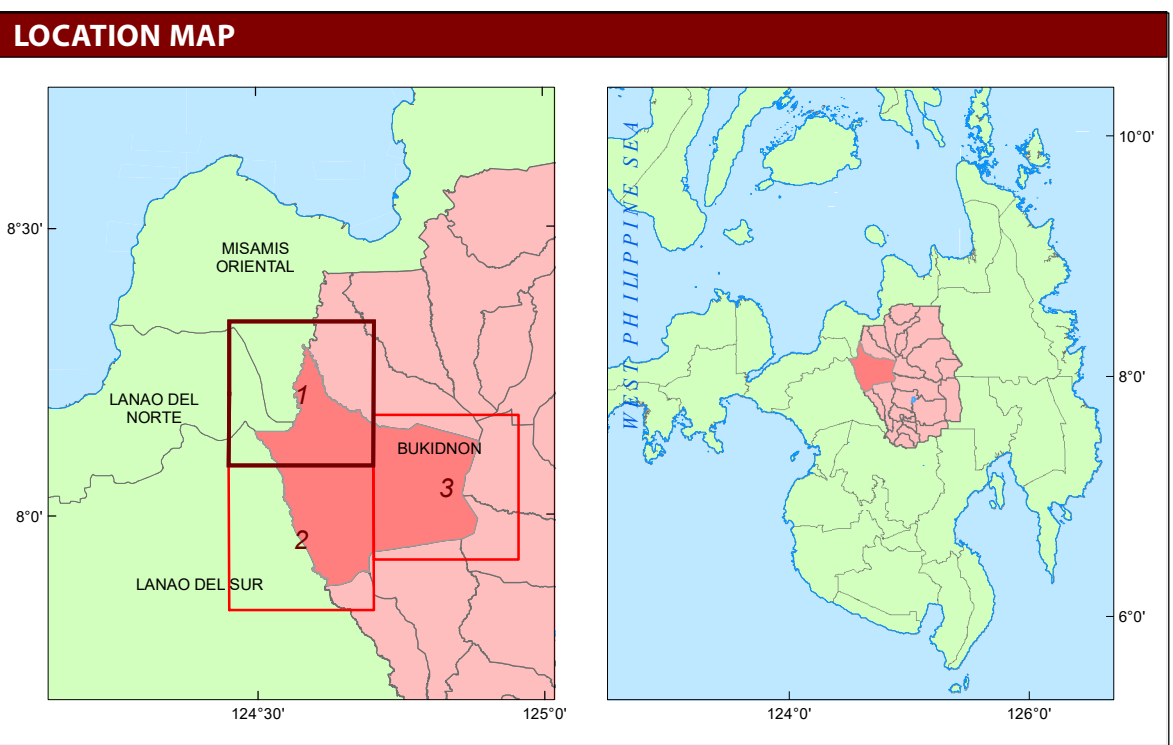 LOCATION MAP
8°30'
8°0'
124°30'
125°0'
MISAMIS
ORIENTAL
LANAO DEL
NORTE
BUKIDNON
LANAO DEL SUR
1
2
3
WEST PHILIPPINE SEA
10°0'
8°0'
6°0'
124°0'
126°0'